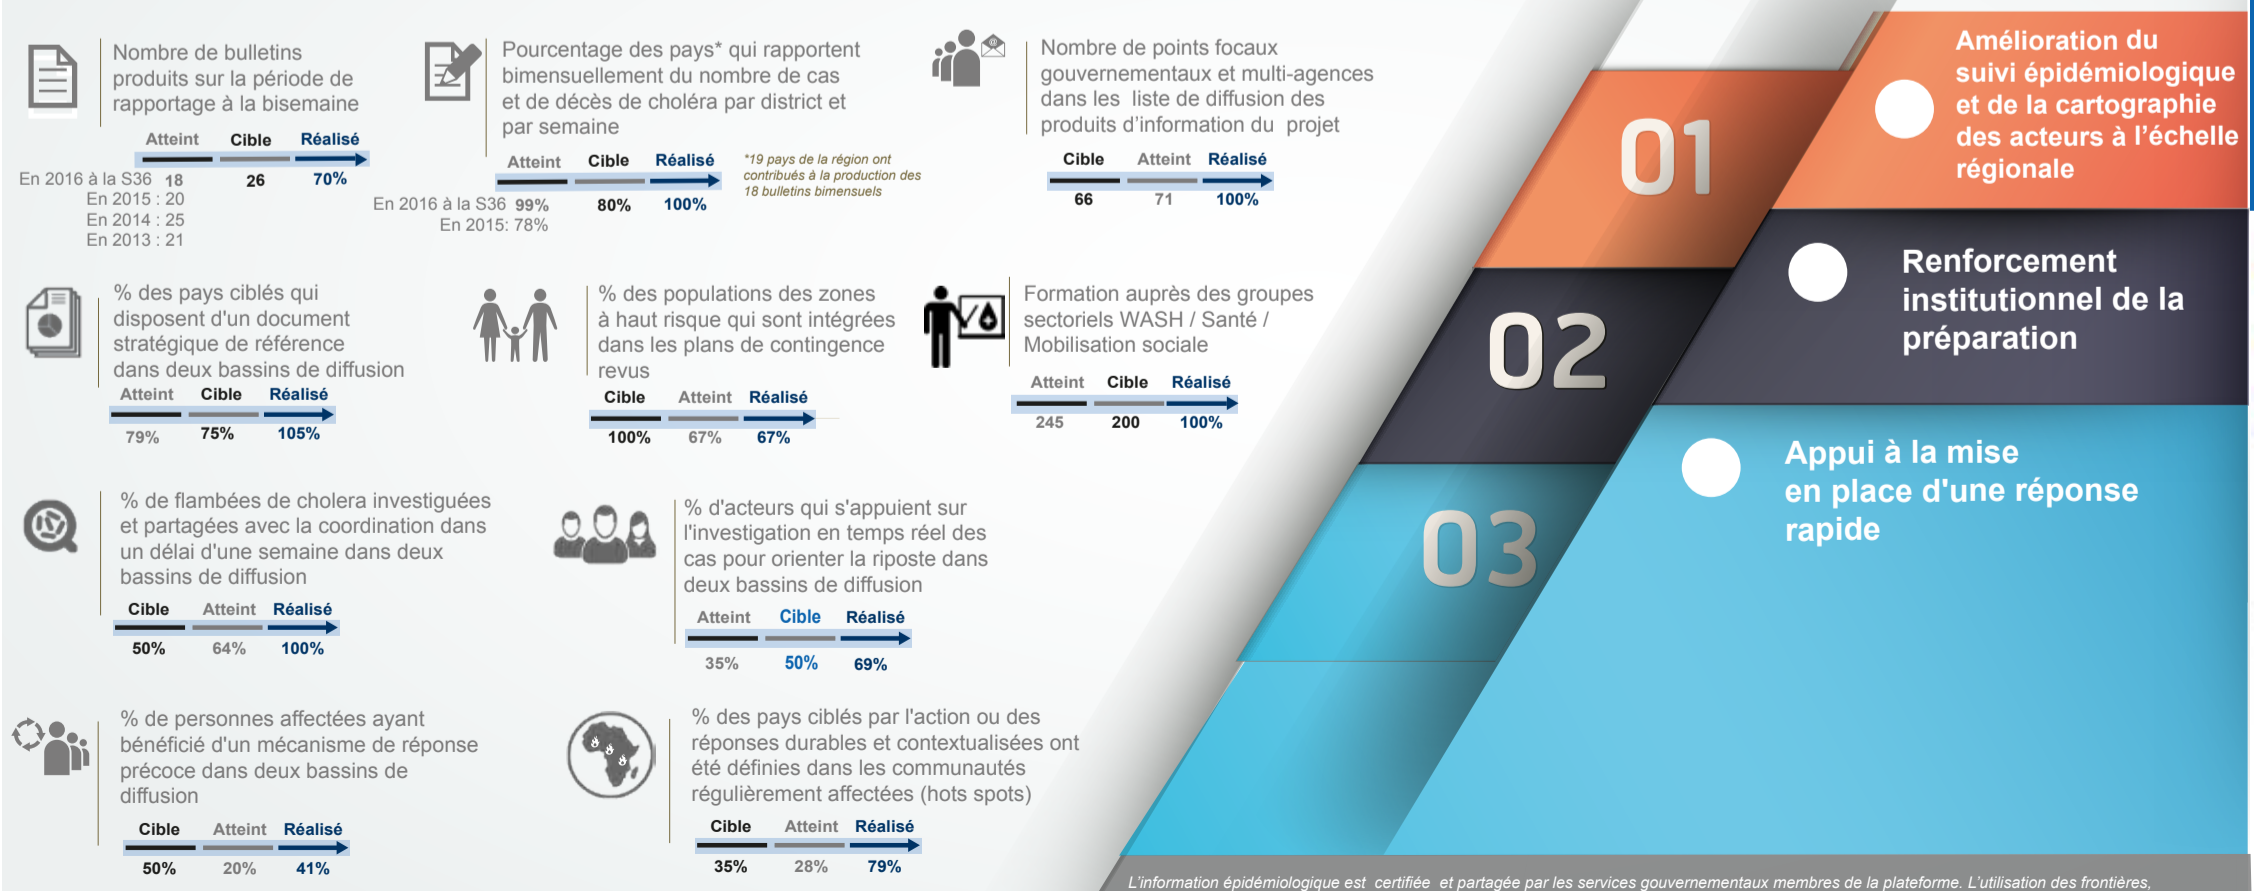 Nombre de bulletins
produits sur la période de
rapportage à la bisemaine
Atteint Cible Réalisé
En 2016 à la S36 18 26 70%
En 2015 : 20
En 2014 : 25
En 2013 : 21
Pourcentage des pays* qui rapportent
bimensuellement du nombre de cas
et de décès de choléra par district et
par semaine
Atteint Cible Réalisé
En 2016 à la S36 99% 80% 100%
En 2015: 78%
*19 pays de la région ont
contribués à la production des
18 bulletins bimensuels
Nombre de points focaux
gouvernementaux et multi-agences
dans les liste de diffusion des
produits d'information du projet
Cible Atteint Réalisé
66 71 100%
% des pays ciblés qui
disposent d'un document
stratégique de référence
dans deux bassins de diffusion
Atteint Cible Réalisé
79% 75% 105%
% des populations des zones
à haut risque qui sont intégrées
dans les plans de contingence
revus
Cible Atteint Réalisé
100% 67% 67%
Formation auprès des groupes
sectoriels WASH / Santé /
Mobilisation sociale
Atteint Cible Réalisé
245 200 100%
% de flambées de cholera investiguées
et partagées avec la coordination dans
un délai d'une semaine dans deux
bassins de diffusion
Cible Atteint Réalisé
50% 64% 100%
% d'acteurs qui s'appuient sur
l'investigation en temps réel des
cas pour orienter la riposte dans
deux bassins de diffusion
Atteint Cible Réalisé
35% 50% 69%
% de personnes affectées ayant
bénéficié d'un mécanisme de réponse
précoce dans deux bassins de
diffusion
Cible Atteint Réalisé
50% 20% 41%
% des pays ciblés par l'action ou des
réponses durables et contextualisées ont
été définies dans les communautés
régulièrement affectées (hots spots)
Cible Atteint Réalisé
35% 28% 79%
01
Amélioration du
suivi épidémiologique
et de la cartographie
des acteurs à l'échelle
régionale
02
Renforcement
institutionnel de la
préparation
03
Appui à la mise
en place d'une réponse
rapide
L'information épidémiologique est certifiée et partagée par les services gouvernementaux membres de la plateforme. L'utilisation des frontières,